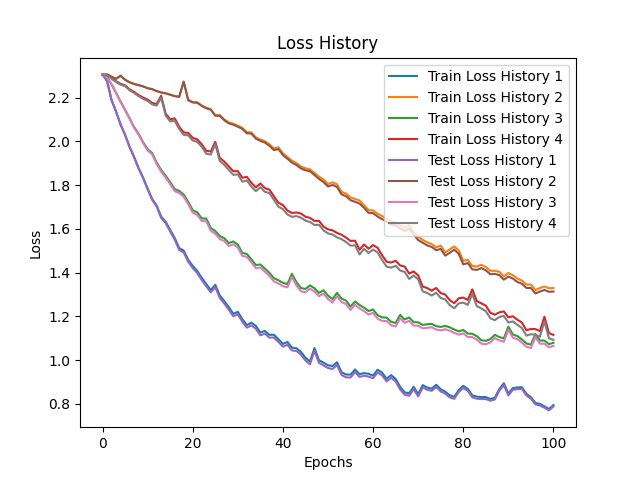 Loss History
Train Loss History 1
Train Loss History 2
Train Loss History 3
Train Loss History 4
Test Loss History 1
Test Loss History 2
Test Loss History 3
Test Loss History 4
Loss
2.2
2.0
1.8
1.6
1.4
1.2
1.0
0.8
0
20
40
60
80
100
Epochs